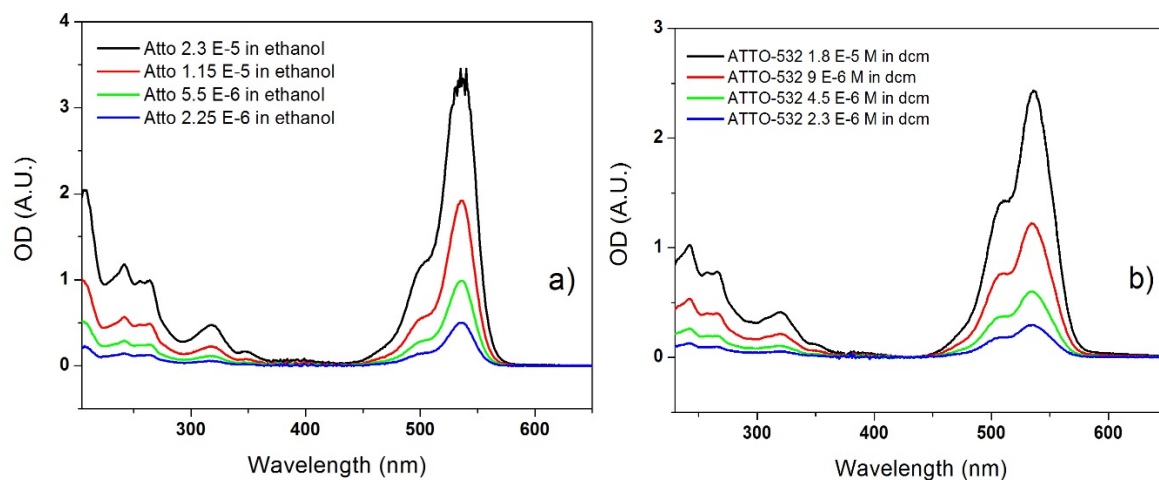 4
3
2
1
0
OD (A.U.)
Atto 2.3 E-5 in ethanol
Atto 1.15 E-5 in ethanol
Atto 5.5 E-6 in ethanol
Atto 2.25 E-6 in ethanol
a)
300 400 500 600
Wavelength (nm)
3
2
1
0
OD (A.U.)
ATTO-532 1.8 E-5 M in dcm
ATTO-532 9 E-6 M in dcm
ATTO-532 4.5 E-6 M in dcm
ATTO-532 2.3 E-6 M in dcm
b)
300 400 500 600
Wavelength (nm)